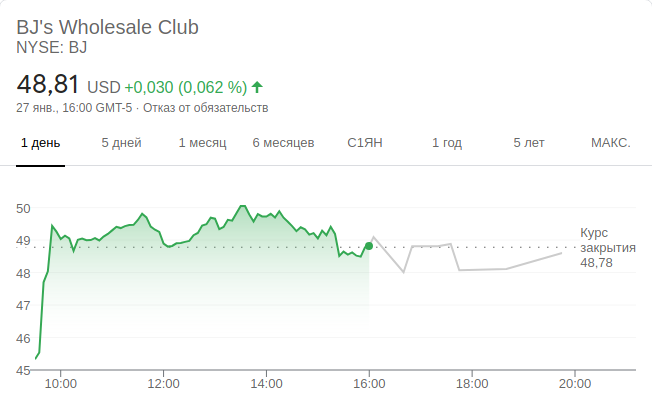 BJ's Wholesale Club
NYSE: BJ
48,81 USD +0,030 (0,062 %)
27 янв., 16:00 GMT-5 · Отказ от обязательств
1 день 5 дней 1 месяц 6 месяцев С1ЯН 1 год 5 лет МАКС.
50
49
48
47
46
45
Курс
закрытия
48,78
10:00 12:00 14:00 16:00 18:00 20:00